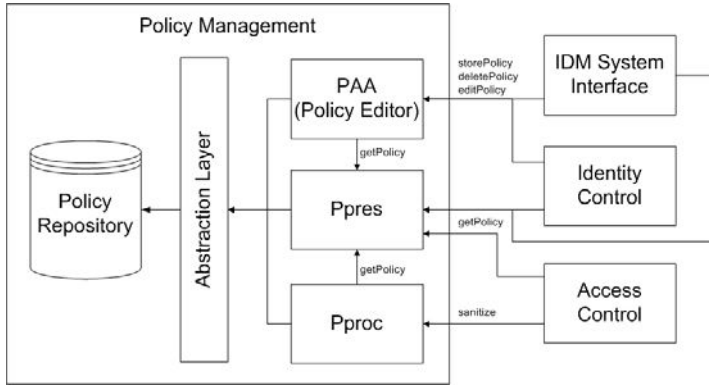 Policy Management
PAA
(Policy Editor)
storePolicy
deletePolicy
editPolicy
IDM System
Interface
Abstraction Layer
getPolicy
Policy
Repository
Ppres
getPolicy
Identity
Control
getPolicy
Pproc
sanitize
Access
Control